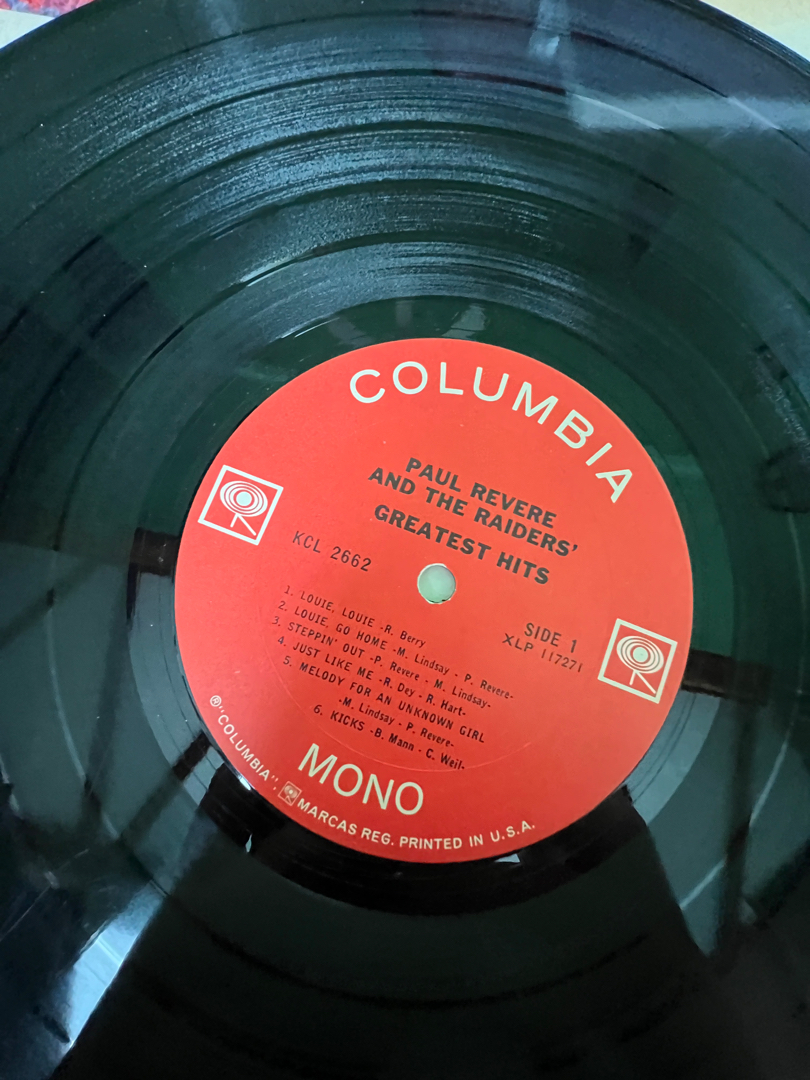 COLUMBIA
PAUL REVERE
AND THE RAIDERS'
GREATEST HITS
KCL 2662
SIDE 1
XLP 117271
1. LOUIE, LOUIE -R. Berry
2. LOUIE, GO HOME -M. Lindsay - P. Revere-
3. STEPPIN' OUT -P. Revere - M. Lindsay-
4. JUST LIKE ME -R. Dey - R. Hart-
5. MELODY FOR AN UNKNOWN GIRL
-M. Lindsay - P. Revere-
6. KICKS -B. Mann - C. Weil-
MONO
®"COLUMBIA", MARCAS REG. PRINTED IN U.S.A.